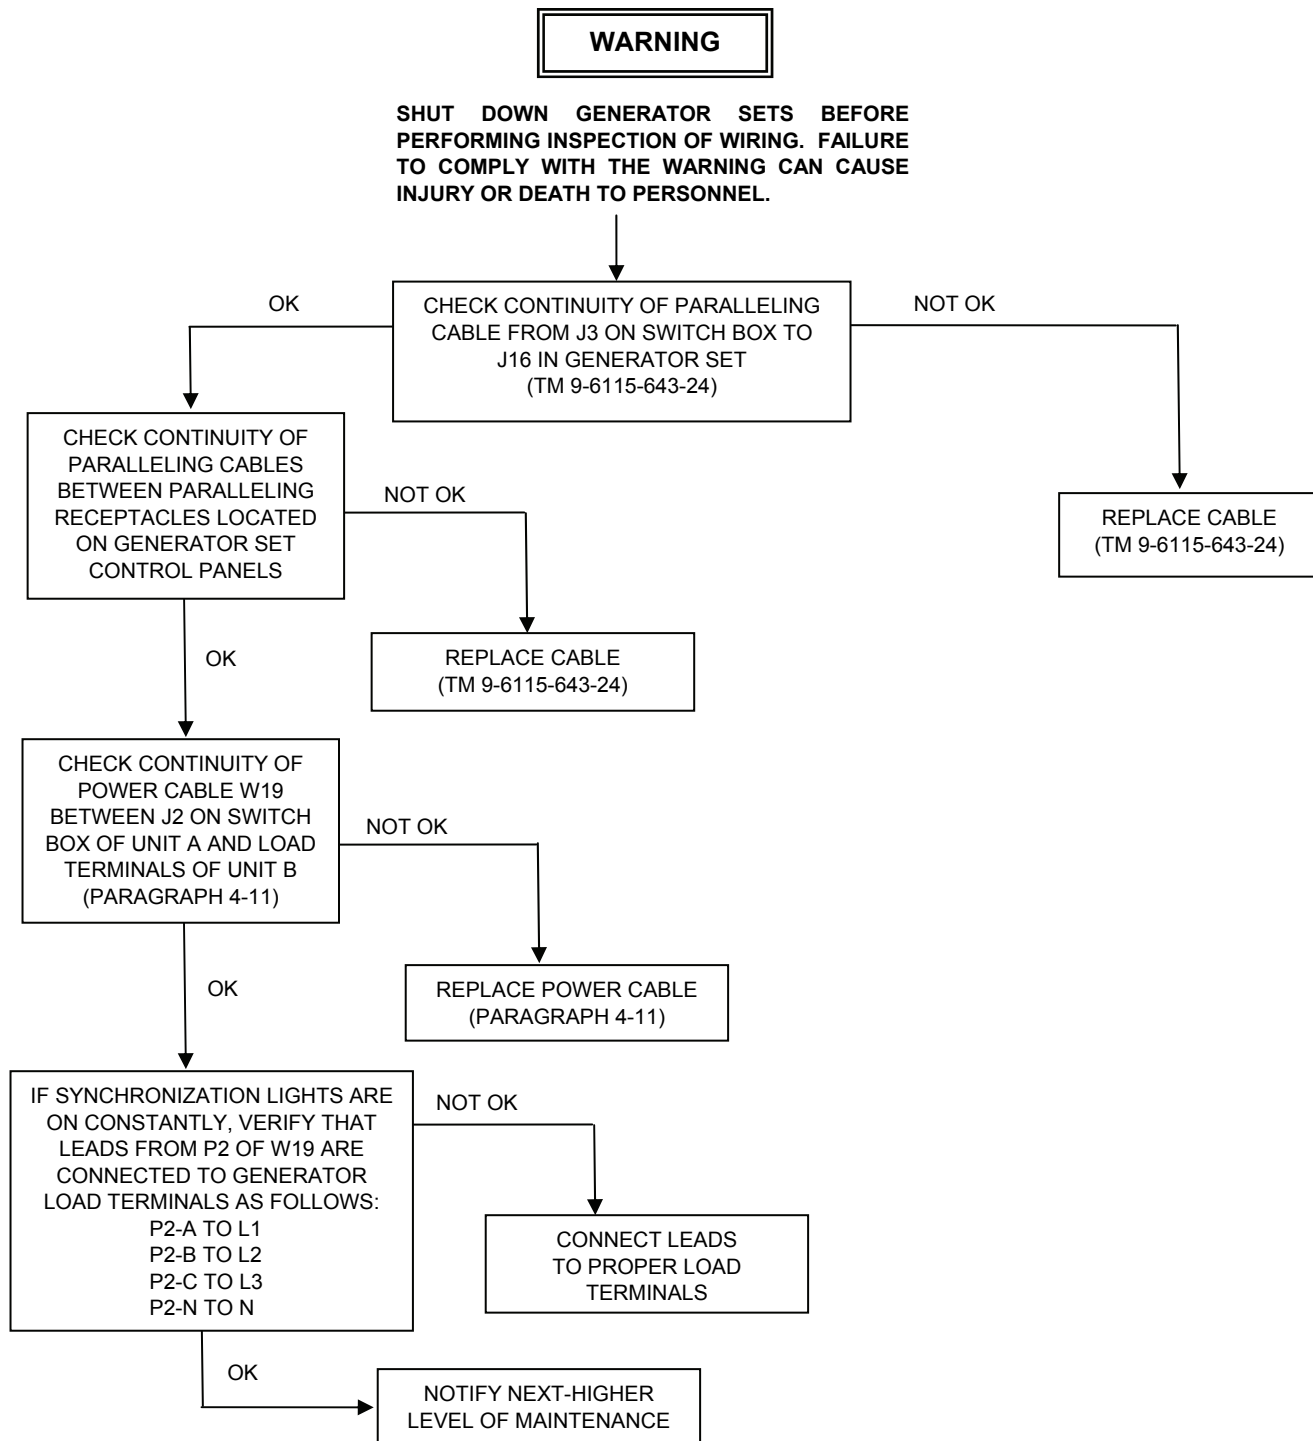 WARNING
SHUT DOWN GENERATOR SETS BEFORE
PERFORMING INSPECTION OF WIRING. FAILURE
TO COMPLY WITH THE WARNING CAN CAUSE
INJURY OR DEATH TO PERSONNEL.
OK
CHECK CONTINUITY OF PARALLELING
CABLE FROM J3 ON SWITCH BOX TO
J16 IN GENERATOR SET
(TM 9-6115-643-24)
NOT OK
CHECK CONTINUITY OF
PARALLELING CABLES
BETWEEN PARALLELING
RECEPTACLES LOCATED
ON GENERATOR SET
CONTROL PANELS
NOT OK
REPLACE CABLE
(TM 9-6115-643-24)
OK
REPLACE CABLE
(TM 9-6115-643-24)
CHECK CONTINUITY OF
POWER CABLE W19
BETWEEN J2 ON SWITCH
BOX OF UNIT A AND LOAD
TERMINALS OF UNIT B
(PARAGRAPH 4-11)
NOT OK
OK
REPLACE POWER CABLE
(PARAGRAPH 4-11)
IF SYNCHRONIZATION LIGHTS ARE
ON CONSTANTLY, VERIFY THAT
LEADS FROM P2 OF W19 ARE
CONNECTED TO GENERATOR
LOAD TERMINALS AS FOLLOWS:
P2-A TO L1
P2-B TO L2
P2-C TO L3
P2-N TO N
NOT OK
CONNECT LEADS
TO PROPER LOAD
TERMINALS
OK
NOTIFY NEXT-HIGHER
LEVEL OF MAINTENANCE